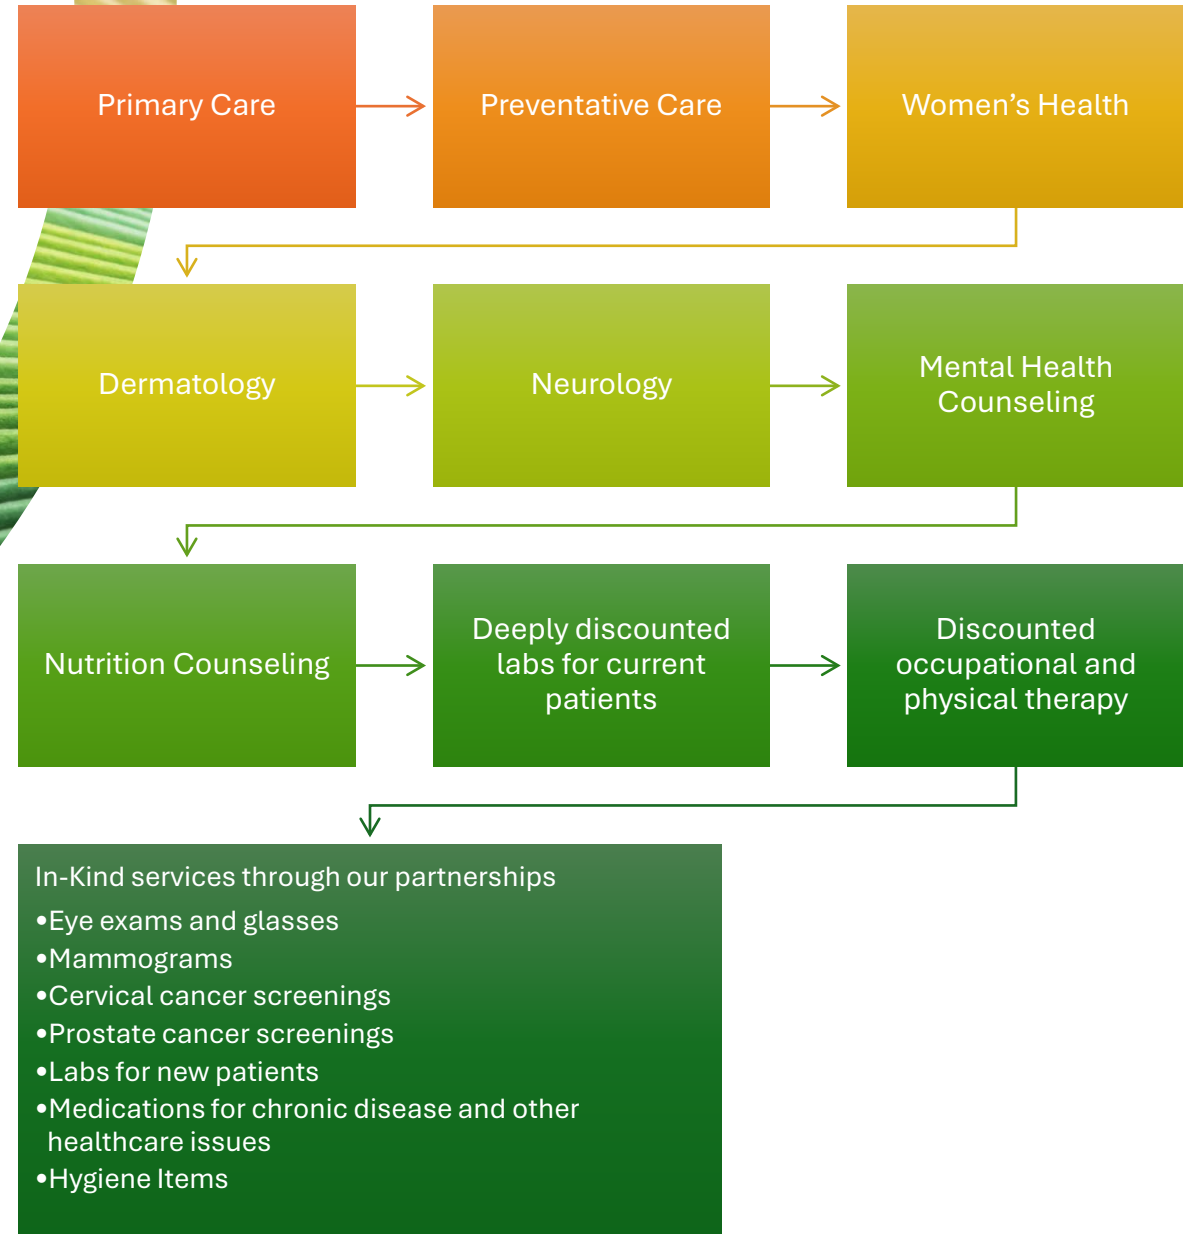 Primary Care
Preventative Care
Women’s Health
Dermatology
Neurology
Mental Health
Counseling
Nutrition Counseling
Deeply discounted
labs for current
patients
Discounted
occupational and
physical therapy
In-Kind services through our partnerships
•Eye exams and glasses
•Mammograms
•Cervical cancer screenings
•Prostate cancer screenings
•Labs for new patients
•Medications for chronic disease and other
healthcare issues
•Hygiene Items